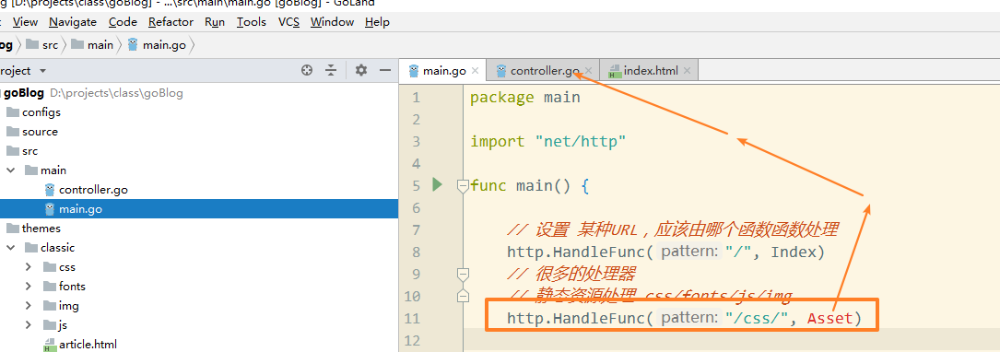 og [D:\projects\class\goBlog] - ...\src\main\main.go [goBlog] - GoLand
View Navigate Code Refactor Run Tools VCS Window Help
og src main main.go
roject
main.go controller.go index.html
goBlog D:\projects\class\goBlog
configs
source
src
main
controller.go
main.go
themes
classic
css
fonts
img
js
article.html
1 package main
2
3 import "net/http"
4
5 func main() {
6
7 // 设置 某种URL，应该由哪个函数函数处理
8 http.HandleFunc( pattern: "/", Index)
9 // 很多的处理器
10 // 静态资源处理 css/fonts/js/img
11 http.HandleFunc( pattern: "/css/", Asset)
12